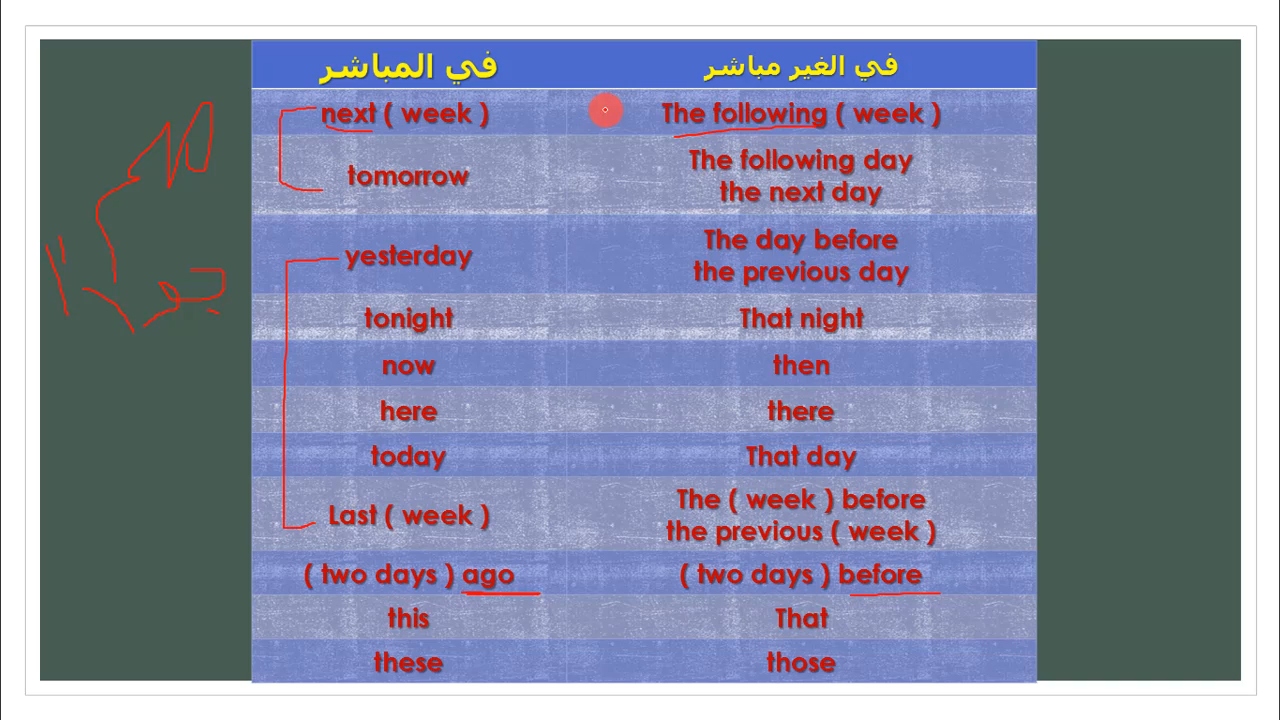 في المباشر في الغير مباشر
next ( week ) The following ( week )
tomorrow The following day
the next day
yesterday The day before
the previous day
tonight That night
now then
here there
today That day
Last ( week ) The ( week ) before
the previous ( week )
( two days ) ago ( two days ) before
this That
these those